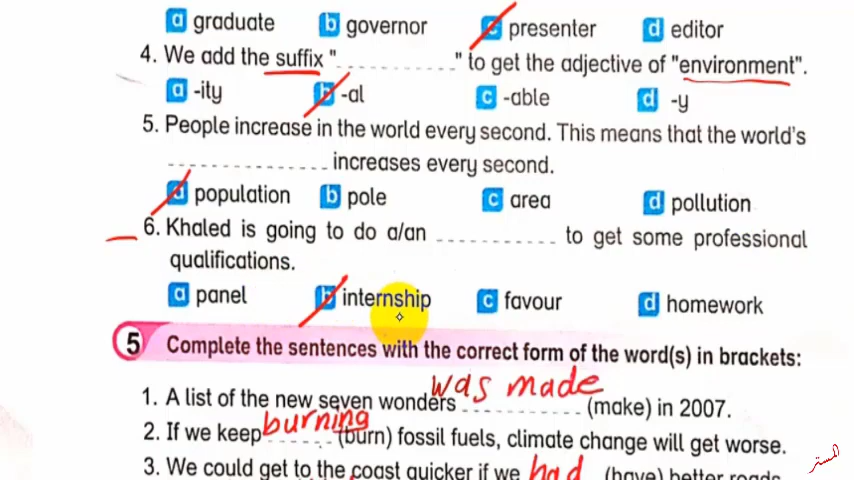 a graduate b governor c presenter d editor
4. We add the suffix "............" to get the adjective of "environment".
a -ity b -al c -able d -y
5. People increase in the world every second. This means that the world's
................ increases every second.
a population b pole c area d pollution
6. Khaled is going to do a/an ............ to get some professional
qualifications.
a panel b internship c favour d homework
5 Complete the sentences with the correct form of the word(s) in brackets:
1. A list of the new seven wonders was made (make) in 2007.
2. If we keep burning (burn) fossil fuels, climate change will get worse.
3. We could get to the coast quicker if we had (have) better roads
المستر